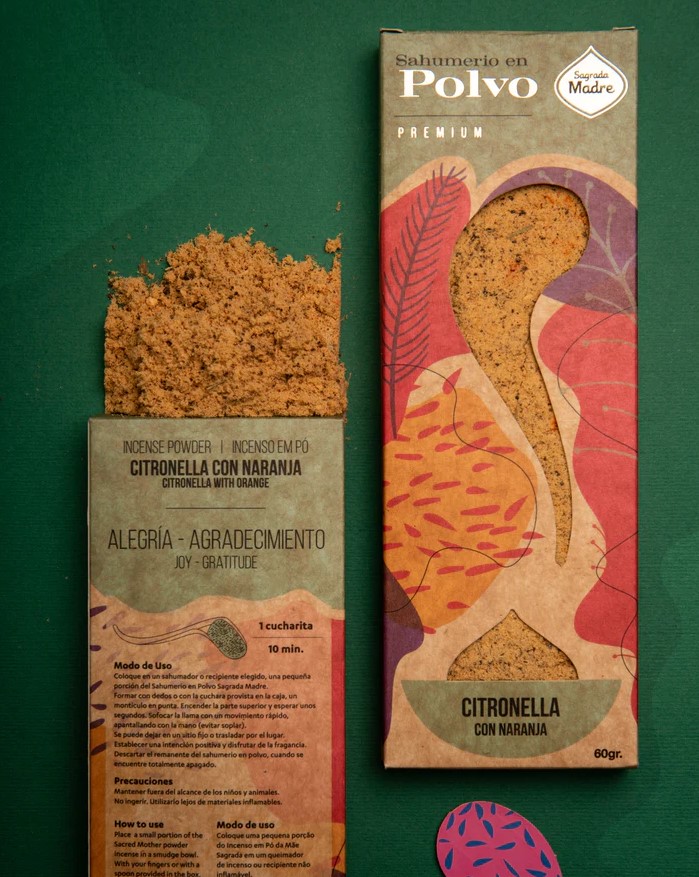 Sahumerio en
Polvo
PREMIUM
Sagrada
Madre
CITRONELLA
CON NARANJA
60gr.
INCENSE POWDER | INCENSO EM PÓ
CITRONELLA CON NARANJA
CITRONELLA WITH ORANGE
ALEGRÍA - AGRADECIMIENTO
JOY - GRATITUDE
1 cucharita
10 min.
Modo de Uso
Coloque en un sahumador o recipiente elegido, una pequeña
porción del Sahumerio en Polvo Sagrada Madre.
Formar con dedos o con la cuchara provista en la caja, un
montículo en punta. Encender la parte superior y esperar unos
segundos. Sofocar la llama con un movimiento rápido,
apantallando con la mano (evitar soplar).
Se puede dejar en un sitio fijo o trasladar por el lugar.
Establecer una intención positiva y disfrutar de la fragancia.
Descartar el remanente del sahumerio en polvo, cuando se
encuentre totalmente apagado.
Precauciones
Mantener fuera del alcance de los niños y animales.
No ingerir. Utilizarlo lejos de materiales inflamables.
How to use
Place a small portion of the
Sacred Mother powder
incense in a smudge bowl.
With your fingers or with a
spoon provided in the box,
Modo de uso
Coloque uma pequena porção
do Incenso em Pó da Mãe
Sagrada em um queimador
de incenso ou recipiente não
inflamável.